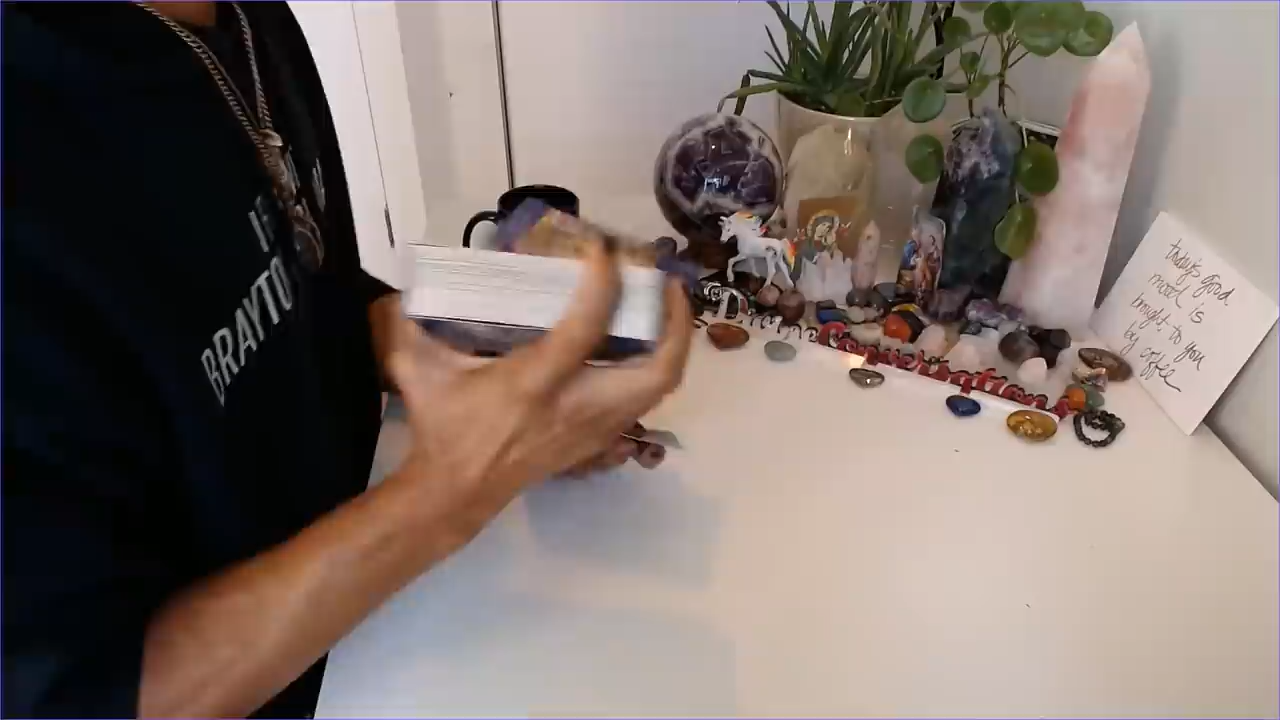 BRAYTO
Divine
Conversations
today's good
mood is
brought to you
by coffee